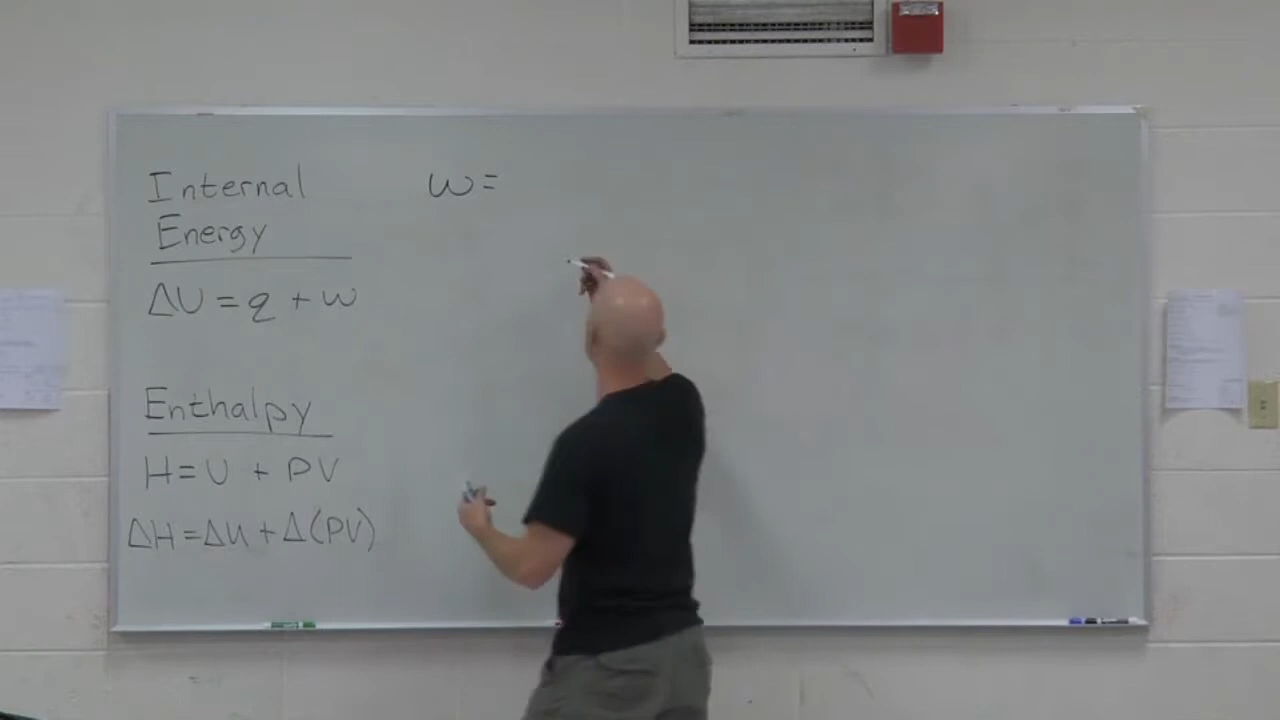 Internal
Energy
ΔU = q + w
Enthalpy
H = U + PV
ΔH = ΔU + Δ(PV)
w =